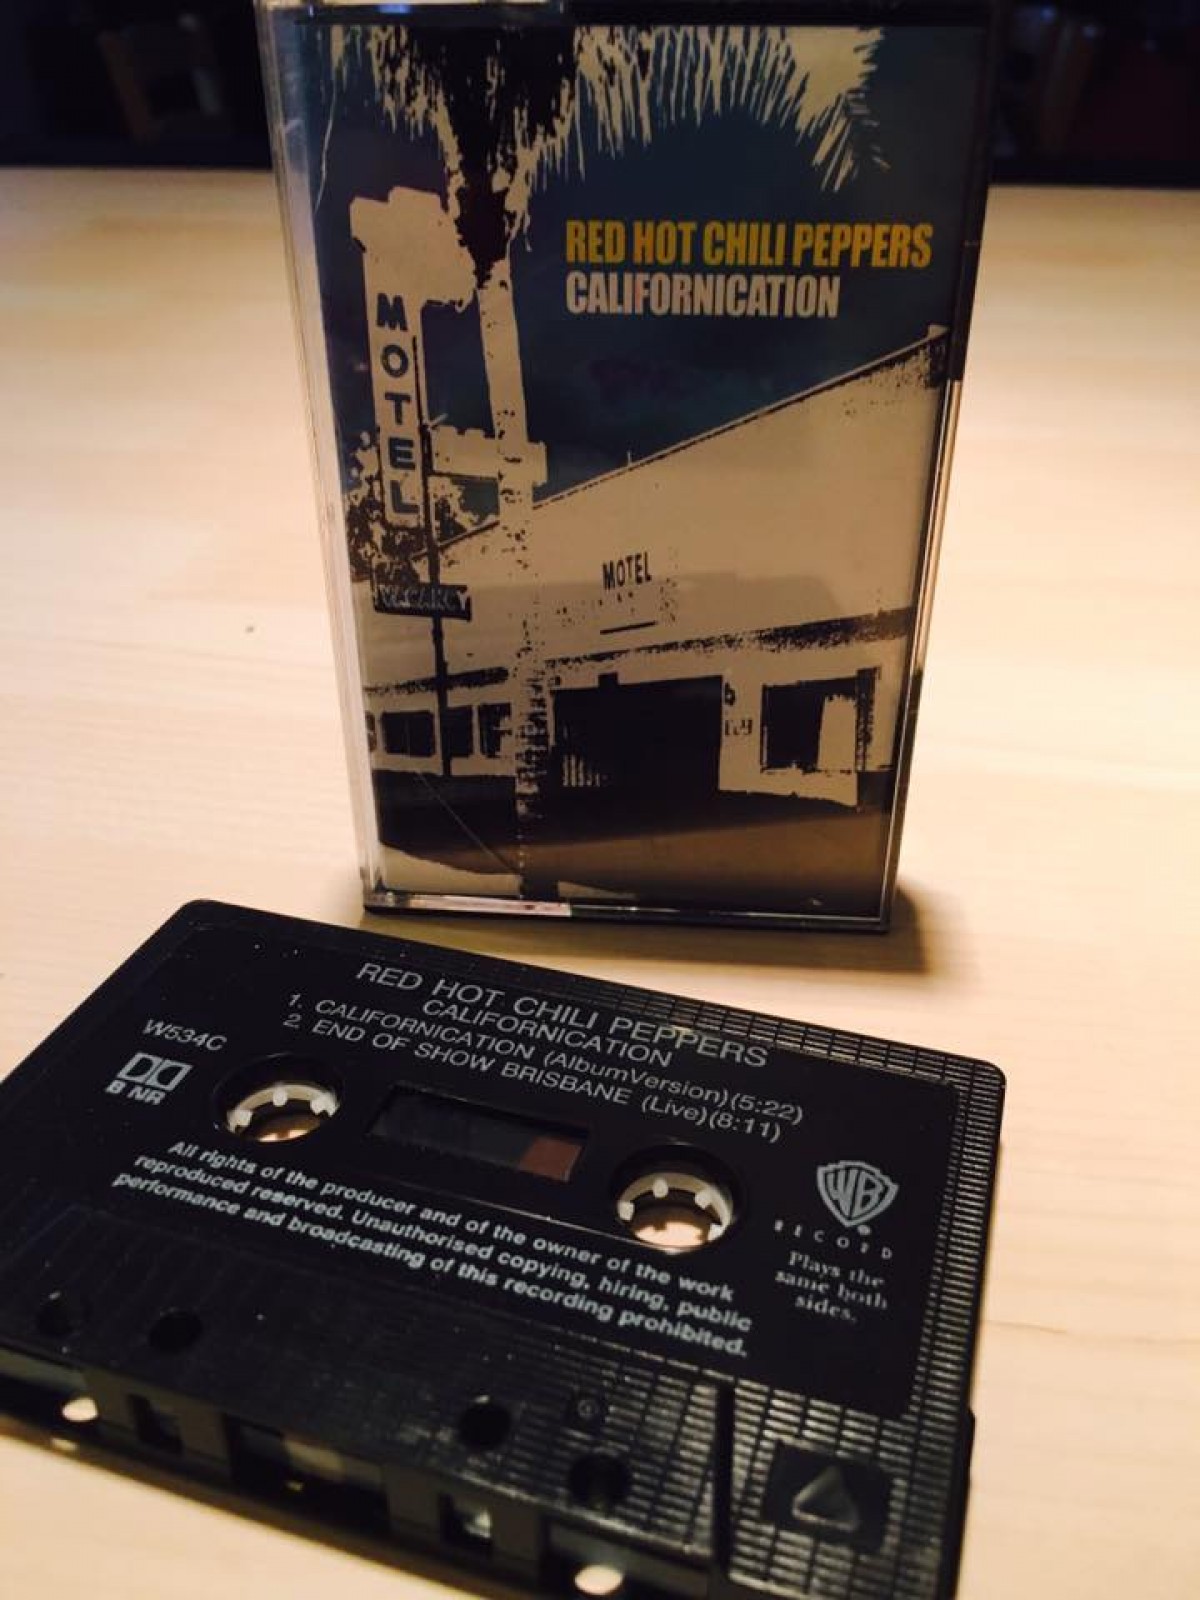 RED HOT CHILI PEPPERS
CALIFORNICATION
MOTEL
VACANCY
MOTEL
RED HOT CHILI PEPPERS
CALIFORNICATION
1. CALIFORNICATION (AlbumVersion)(5:22)
2. END OF SHOW BRISBANE (Live)(8:11)
W534C
B NR
All rights of the producer and of the owner of the work
reproduced reserved. Unauthorised copying, hiring, public
performance and broadcasting of this recording prohibited.
WB
RECORD
Plays the
same both
sides.